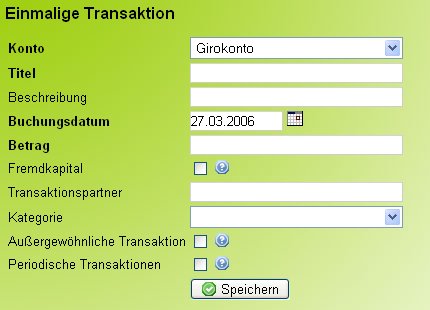 Einmalige Transaktion
Konto Girokonto
Titel
Beschreibung
Buchungsdatum 27.03.2006
Betrag
Fremdkapital
Transaktionspartner
Kategorie
Außergewöhnliche Transaktion
Periodische Transaktionen
Speichern